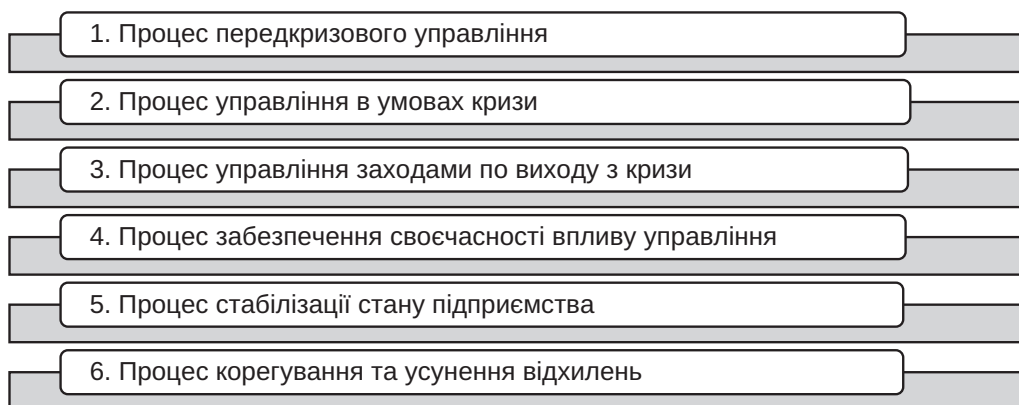 1. Процес передкризового управління
2. Процес управління в умовах кризи
3. Процес управління заходами по виходу з кризи
4. Процес забезпечення своєчасності впливу управління
5. Процес стабілізації стану підприємства
6. Процес корегування та усунення відхилень